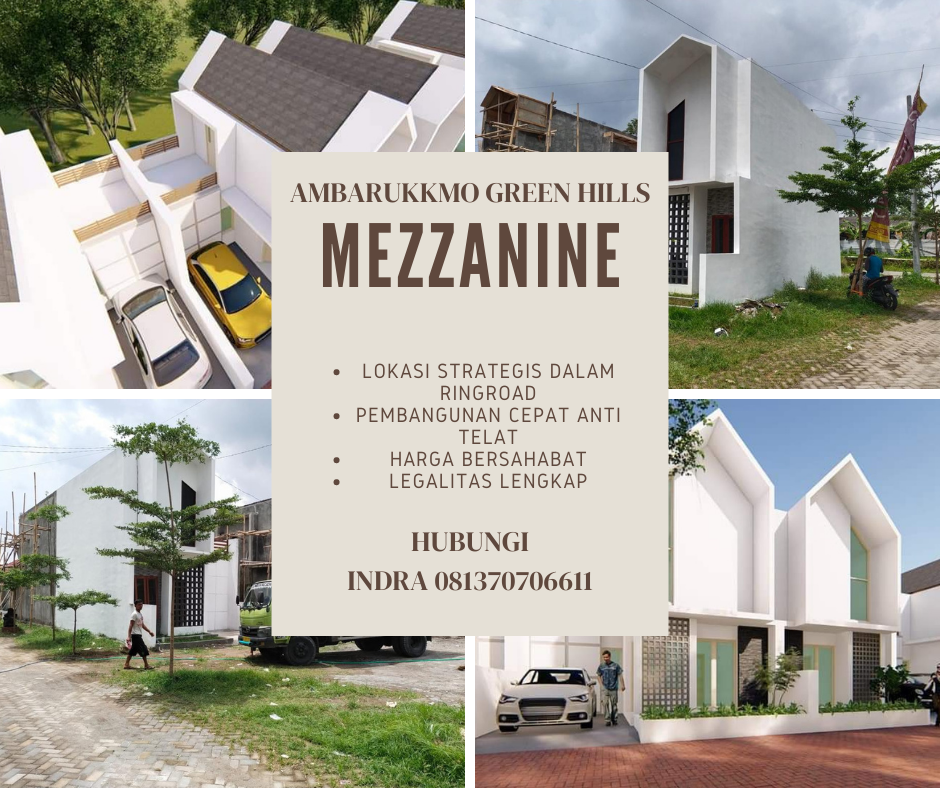 AMBARUKKMO GREEN HILLS
MEZZANINE
• LOKASI STRATEGIS DALAM
RINGROAD
• PEMBANGUNAN CEPAT ANTI
TELAT
• HARGA BERSAHABAT
• LEGALITAS LENGKAP
HUBUNGI
INDRA 081370706611